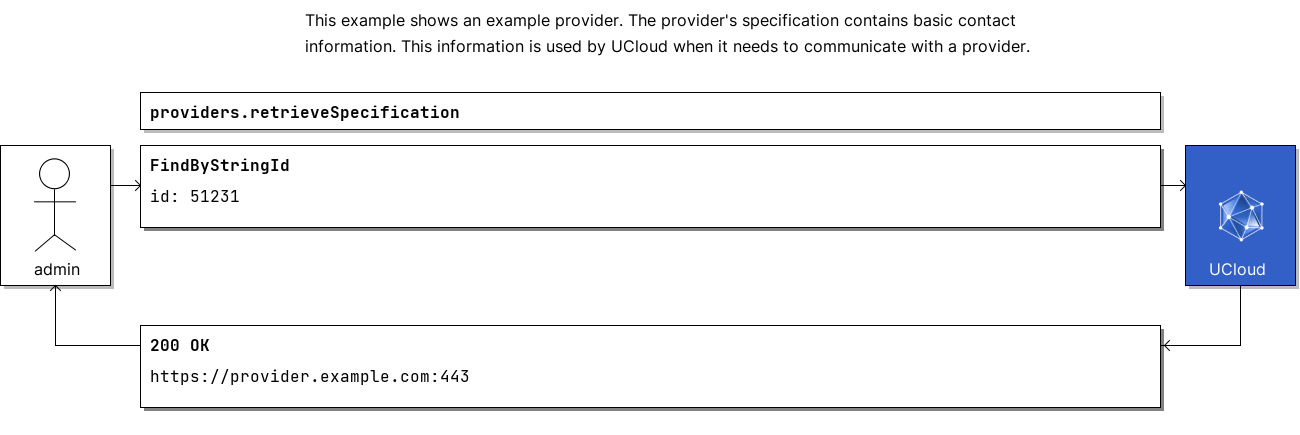 This example shows an example provider. The provider's specification contains basic contact
information. This information is used by UCloud when it needs to communicate with a provider.
providers.retrieveSpecification
FindByStringId
id: 51231
admin
UCloud
200 OK
https://provider.example.com:443